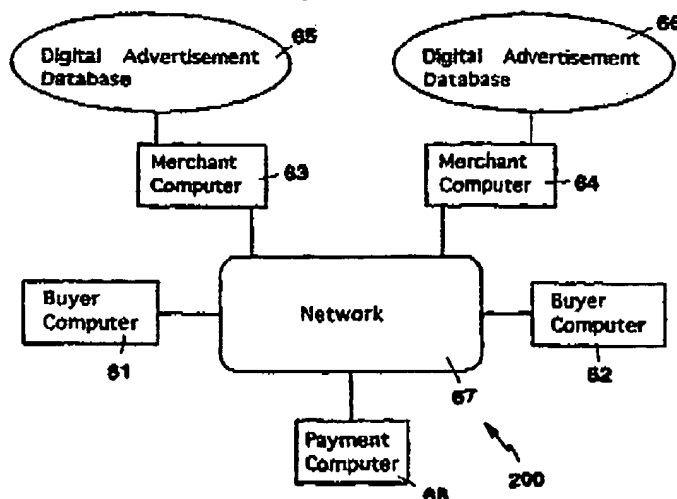 65
Digital Advertisement
Database
66
Digital Advertisement
Database
Merchant
Computer
63
Merchant
Computer
64
Buyer
Computer
61
Network
67
Buyer
Computer
62
Payment
Computer
68
200